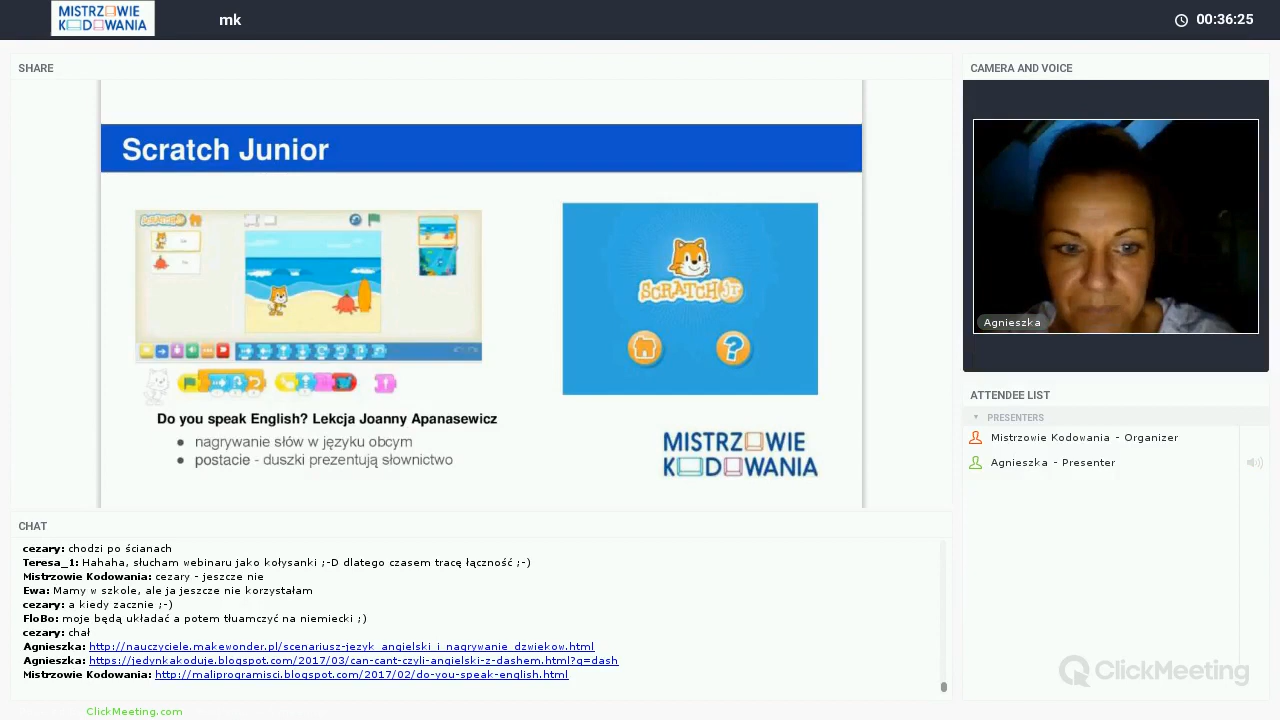 MISTRZOWIE
KODOWANIA
mk
00:36:25
SHARE
CAMERA AND VOICE
Scratch Junior
SCRATCH
SCRATCH jr
Do you speak English? Lekcja Joanny Apanasewicz
● nagrywanie słów w języku obcym
● postacie - duszki prezentują słownictwo
MISTRZOWIE
KODOWANIA
Agnieszka
ATTENDEE LIST
PRESENTERS
Mistrzowie Kodowania - Organizer
Agnieszka - Presenter
CHAT
cezary: chodzi po ścianach
Teresa_1: Hahaha, słucham webinaru jako kołysanki ;-D dlatego czasem tracę łączność ;-)
Mistrzowie Kodowania: cezary - jeszcze nie
Ewa: Mamy w szkole, ale ja jeszcze nie korzystałam
cezary: a kiedy zacznie ;-)
FloBo: moje będą układać a potem tłuamczyć na niemiecki ;)
cezary: chał
Agnieszka: http://nauczyciele.makewonder.pl/scenariusz-jezyk_angielski_i_nagrywanie_dzwiekow.html
Agnieszka: https://jedynkakoduje.blogspot.com/2017/03/can-cant-czyli-angielski-z-dashem.html?q=dash
Mistrzowie Kodowania: http://maliprogramisci.blogspot.com/2017/02/do-you-speak-english.html
ClickMeeting
ClickMeeting.com